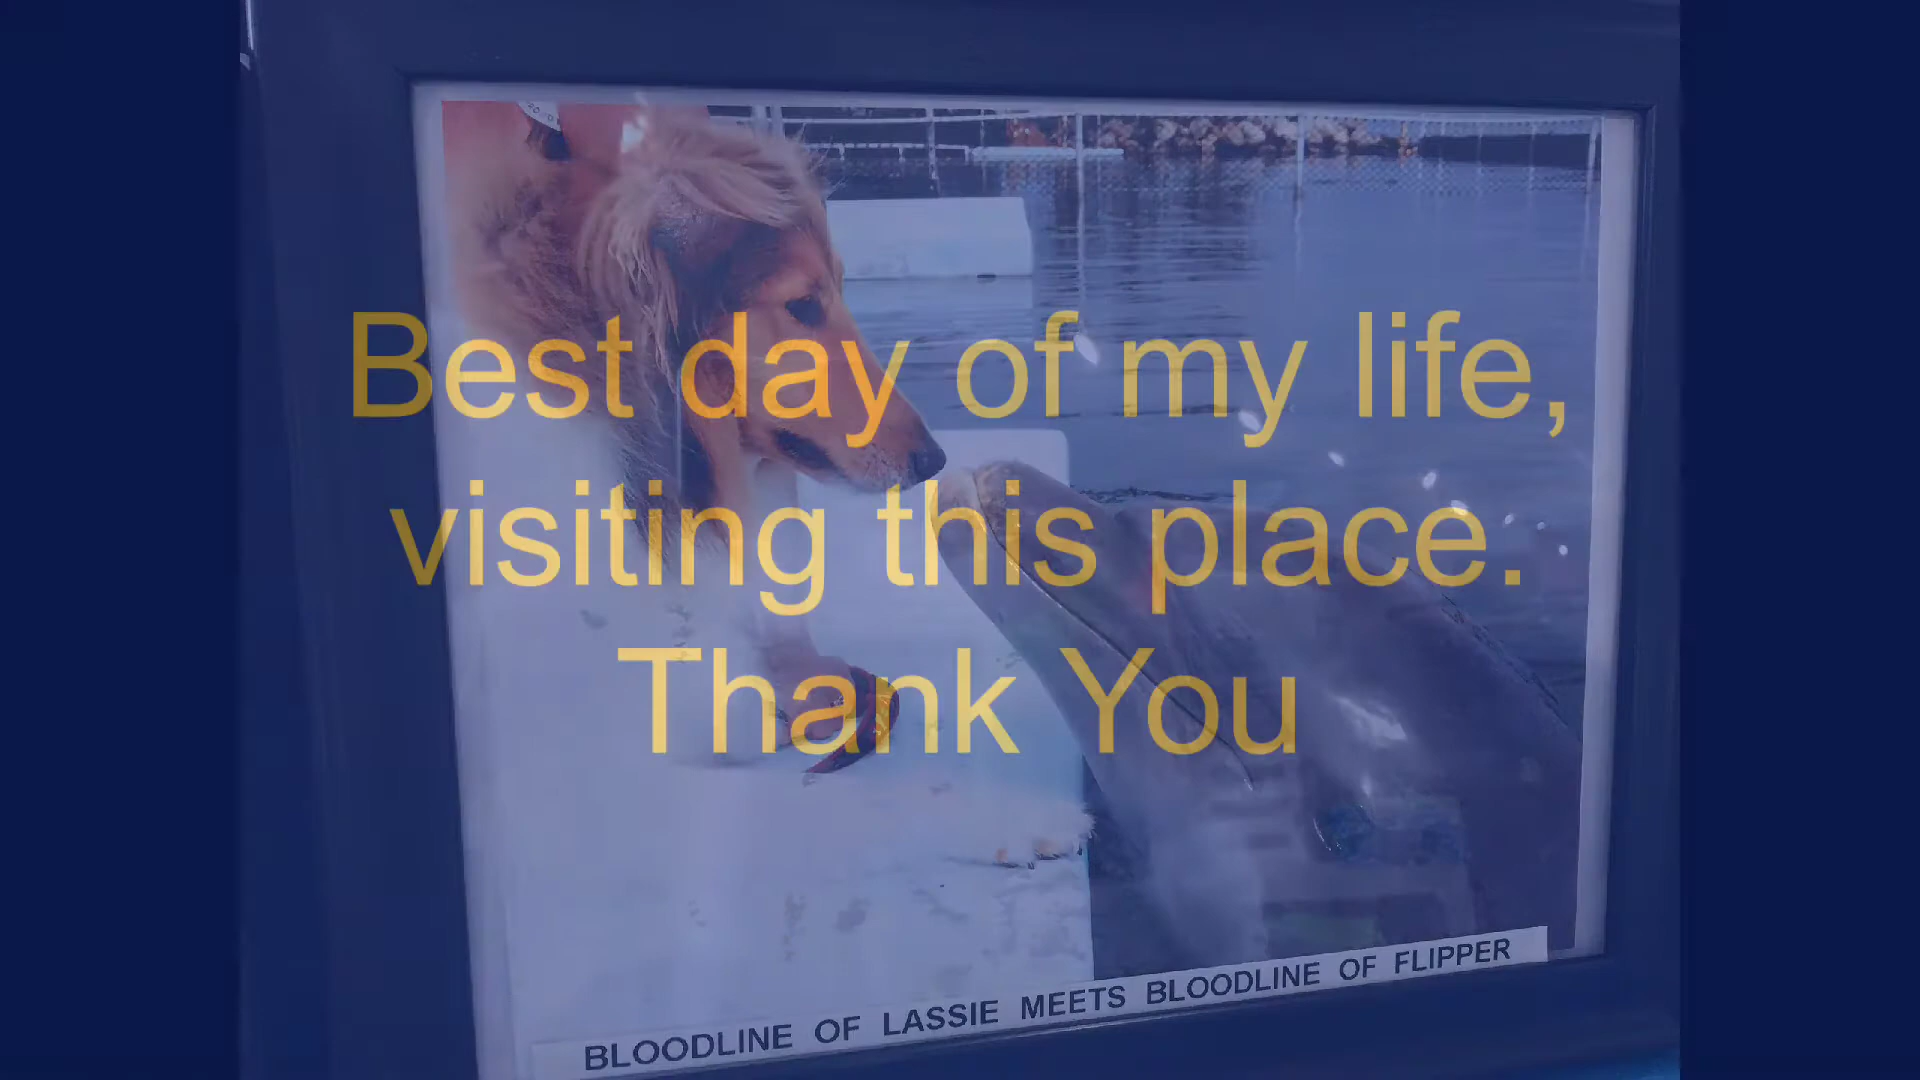 Best day of my life,
visiting this place.
Thank You
BLOODLINE OF LASSIE MEETS BLOODLINE OF FLIPPER